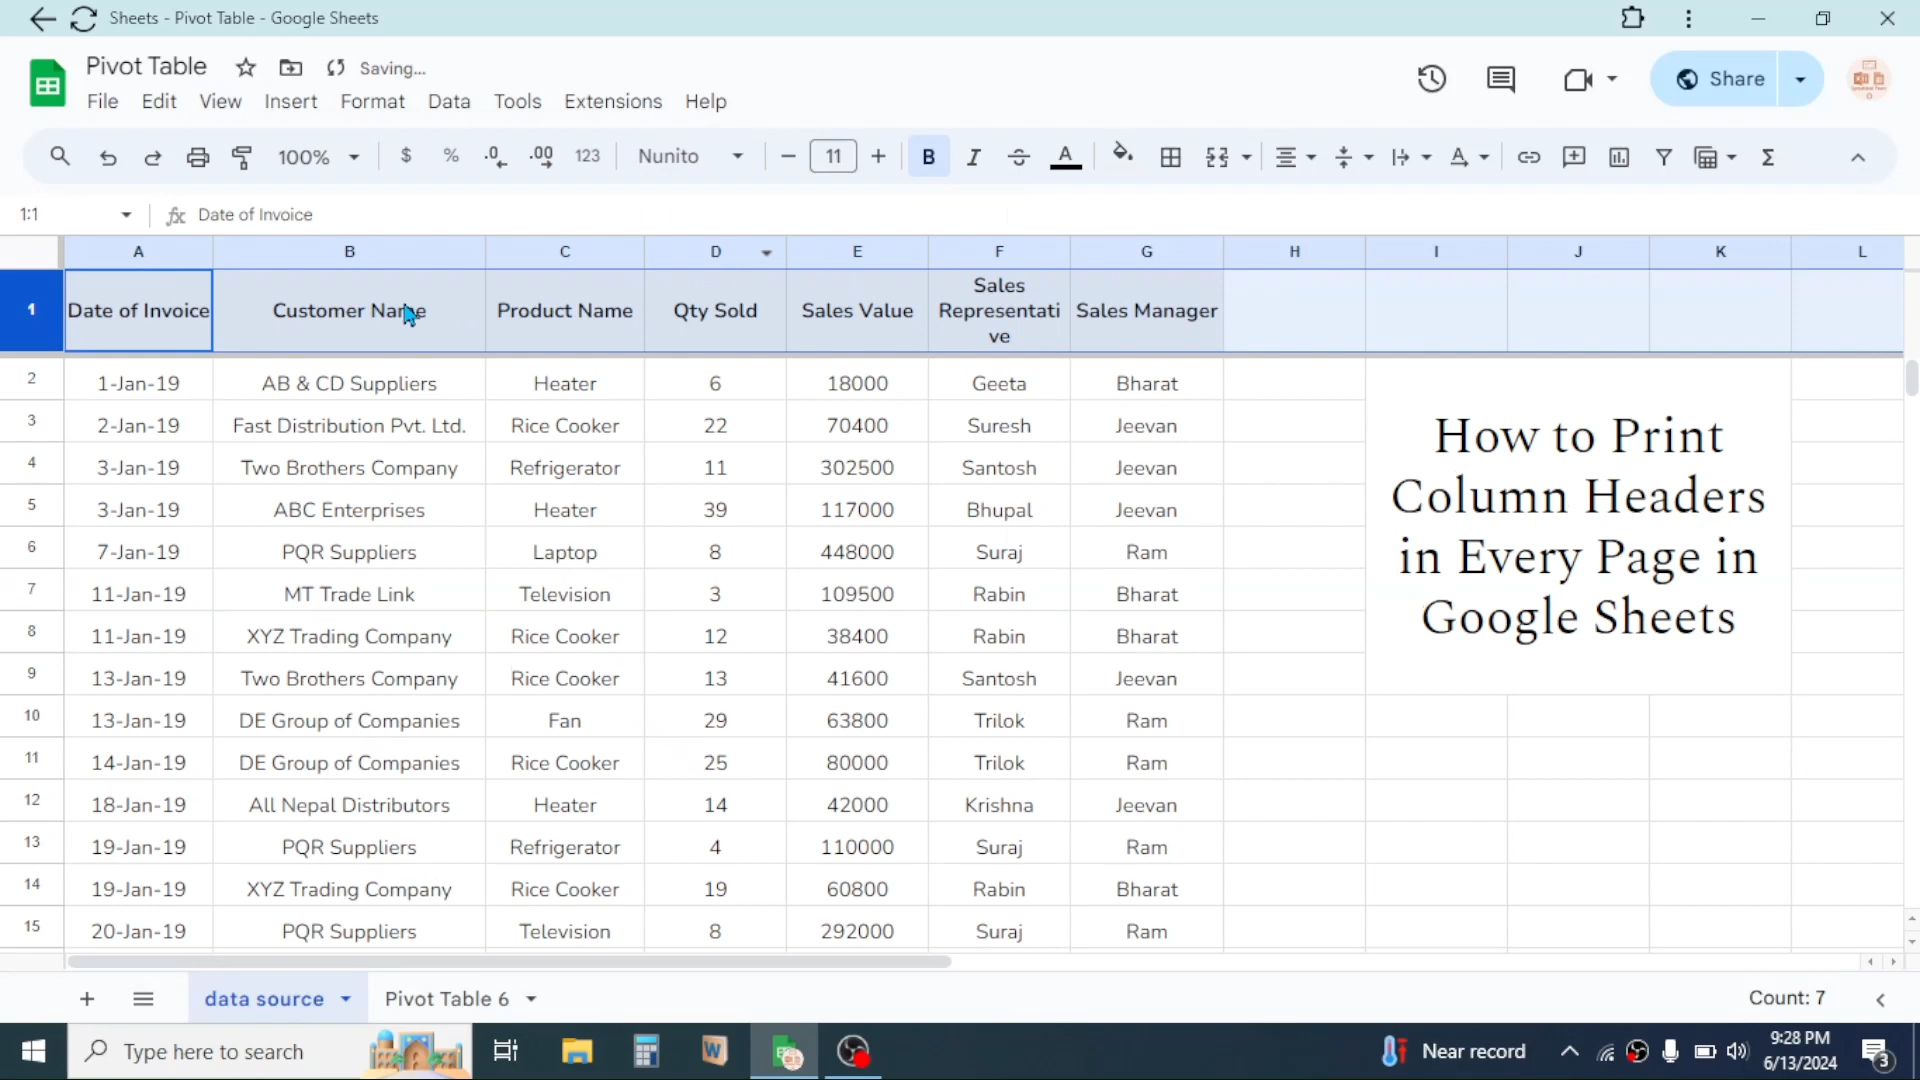 Sheets - Pivot Table - Google Sheets
Pivot Table Saving...
File Edit View Insert Format Data Tools Extensions Help
Share
100% $ % .0 .00 123 Nunito 11 B I S A Σ
1:1 fx Date of Invoice
A B C D E F G H I J K L
1 Date of Invoice Customer Name Product Name Qty Sold Sales Value Sales Representati ve Sales Manager
2 1-Jan-19 AB & CD Suppliers Heater 6 18000 Geeta Bharat
3 2-Jan-19 Fast Distribution Pvt. Ltd. Rice Cooker 22 70400 Suresh Jeevan
4 3-Jan-19 Two Brothers Company Refrigerator 11 302500 Santosh Jeevan
5 3-Jan-19 ABC Enterprises Heater 39 117000 Bhupal Jeevan
6 7-Jan-19 PQR Suppliers Laptop 8 448000 Suraj Ram
7 11-Jan-19 MT Trade Link Television 3 109500 Rabin Bharat
8 11-Jan-19 XYZ Trading Company Rice Cooker 12 38400 Rabin Bharat
9 13-Jan-19 Two Brothers Company Rice Cooker 13 41600 Santosh Jeevan
10 13-Jan-19 DE Group of Companies Fan 29 63800 Trilok Ram
11 14-Jan-19 DE Group of Companies Rice Cooker 25 80000 Trilok Ram
12 18-Jan-19 All Nepal Distributors Heater 14 42000 Krishna Jeevan
13 19-Jan-19 PQR Suppliers Refrigerator 4 110000 Suraj Ram
14 19-Jan-19 XYZ Trading Company Rice Cooker 19 60800 Rabin Bharat
15 20-Jan-19 PQR Suppliers Television 8 292000 Suraj Ram
How to Print
Column Headers
in Every Page in
Google Sheets
data source Pivot Table 6 Count: 7
Type here to search
W
Near record
9:28 PM
6/13/2024
3